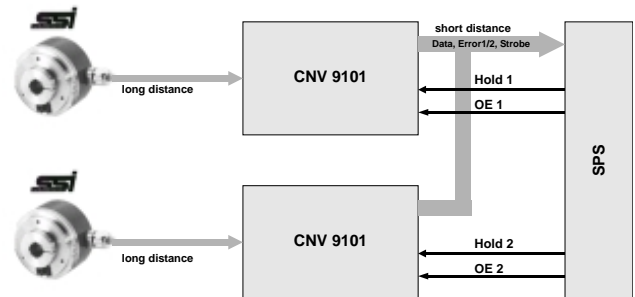 SSI
short distance
Data, Error1/2, Strobe
CNV 9101
Hold 1
long distance
OE 1
SPS
SSI
CNV 9101
Hold 2
long distance
OE 2